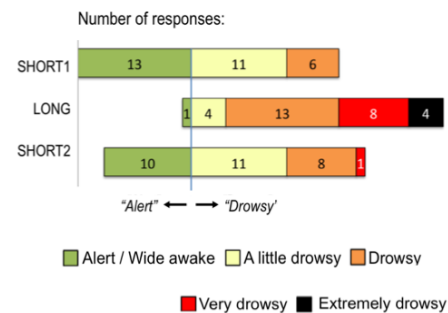 Number of responses:
SHORT1 13 11 6
LONG 1 4 13 8 4
SHORT2 10 11 8 1
"Alert" ← → "Drowsy'
Alert / Wide awake A little drowsy Drowsy
Very drowsy Extremely drowsy